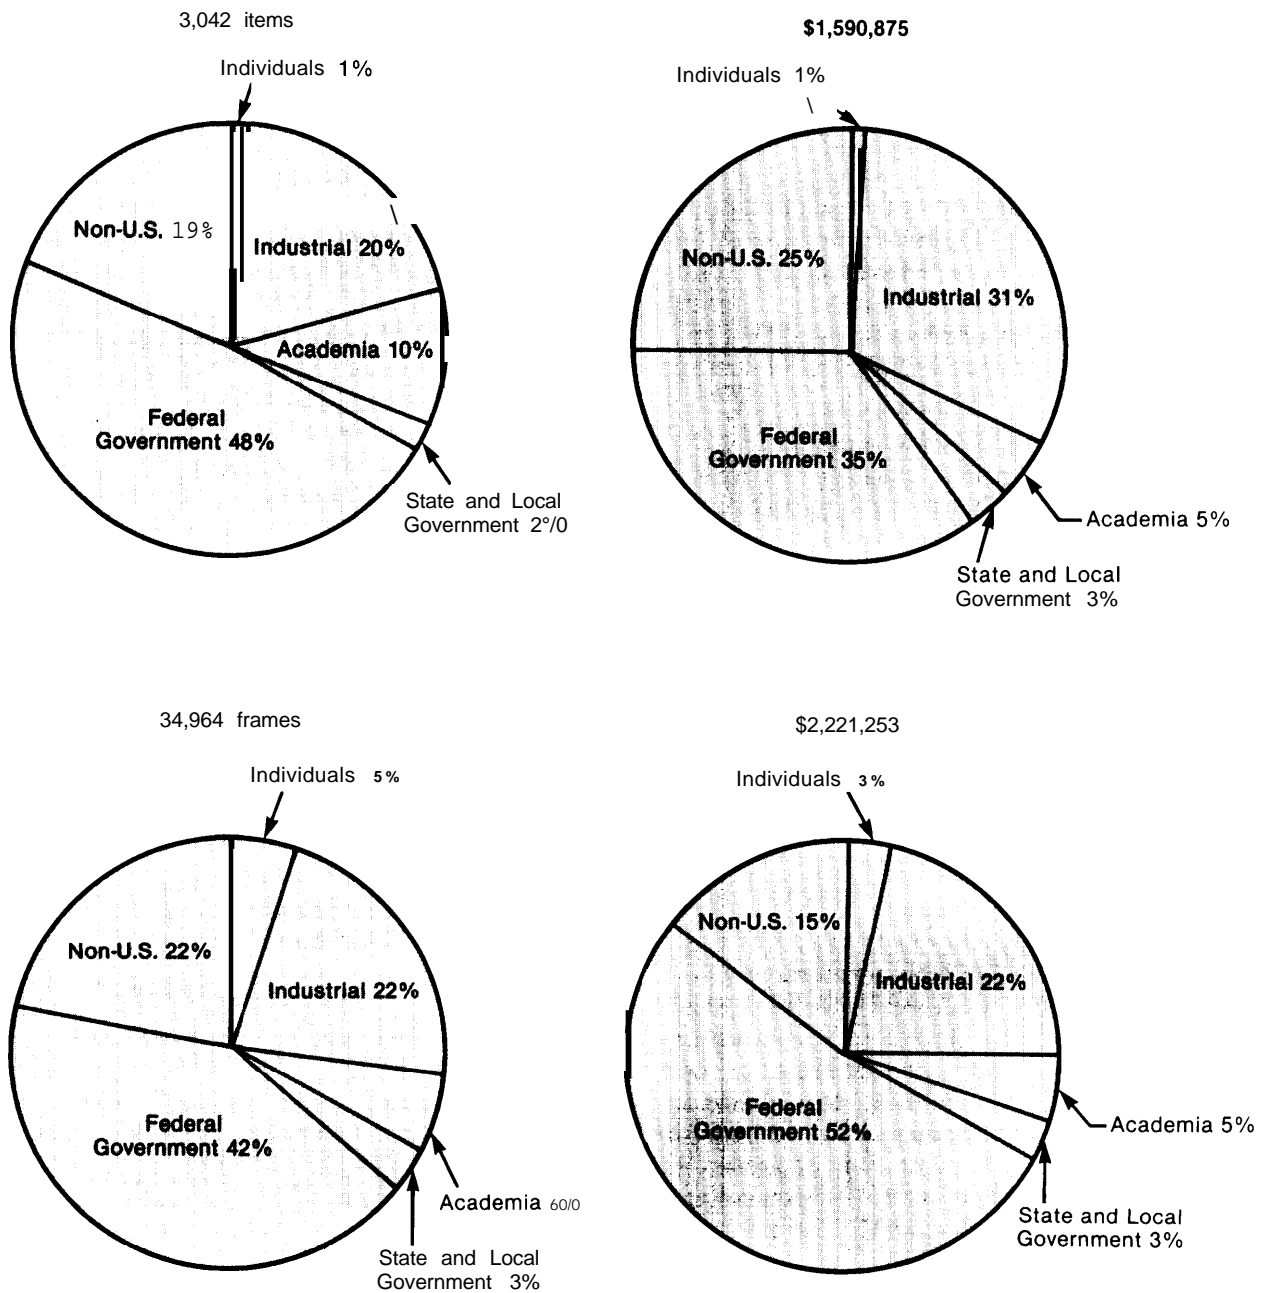 3,042 items
Individuals 1%
Non-U.S. 19%
Industrial 20%
Academia 10%
Federal
Government 48%
State and Local
Government 2°/0
$1,590,875
Individuals 1%
Non-U.S. 25%
Industrial 31%
Federal
Government 35%
Academia 5%
State and Local
Government 3%
34,964 frames
Individuals 5%
Non-U.S. 22%
Industrial 22%
Federal
Government 42%
Academia 60/0
State and Local
Government 3%
$2,221,253
Individuals 3%
Non-U.S. 15%
Industrial 22%
Federal
Government 52%
Academia 5%
State and Local
Government 3%